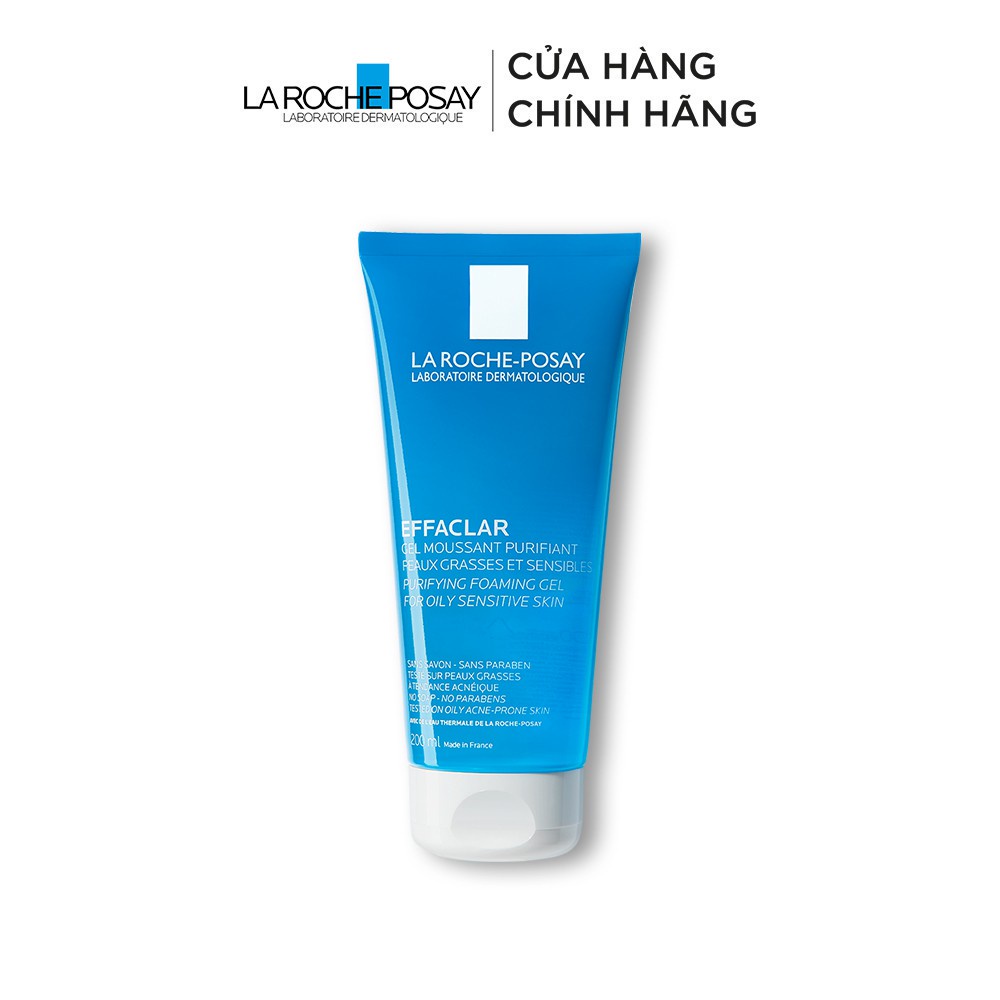 LA ROCHE POSAY
LABORATOIRE DERMATOLOGIQUE
CỬA HÀNG
CHÍNH HÃNG
LA ROCHE-POSAY
LABORATOIRE DERMATOLOGIQUE
EFFACLAR
GEL MOUSSANT PURIFIANT
PEAUX GRASSES ET SENSIBLES
PURIFYING FOAMING GEL
FOR OILY SENSITIVE SKIN
SANS SAVON - SANS PARABEN
TESTÉ SUR PEAUX GRASSES
À TENDANCE ACNÉIQUE
NO SOAP - NO PARABENS
TESTED ON OILY ACNE-PRONE SKIN
AVEC DE L'EAU THERMALE DE LA ROCHE-POSAY
200 ml Made in France